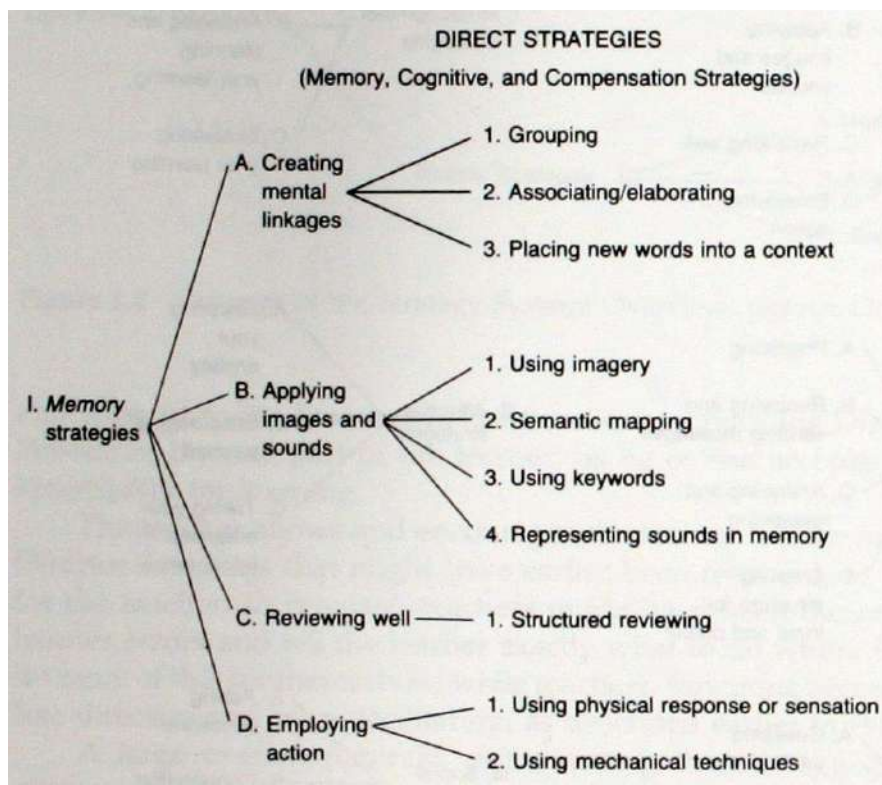 DIRECT STRATEGIES
(Memory, Cognitive, and Compensation Strategies)
I. Memory
strategies
A. Creating
mental
linkages
1. Grouping
2. Associating/elaborating
3. Placing new words into a context
B. Applying
images and
sounds
1. Using imagery
2. Semantic mapping
3. Using keywords
4. Representing sounds in memory
C. Reviewing well
1. Structured reviewing
D. Employing
action
1. Using physical response or sensation
2. Using mechanical techniques